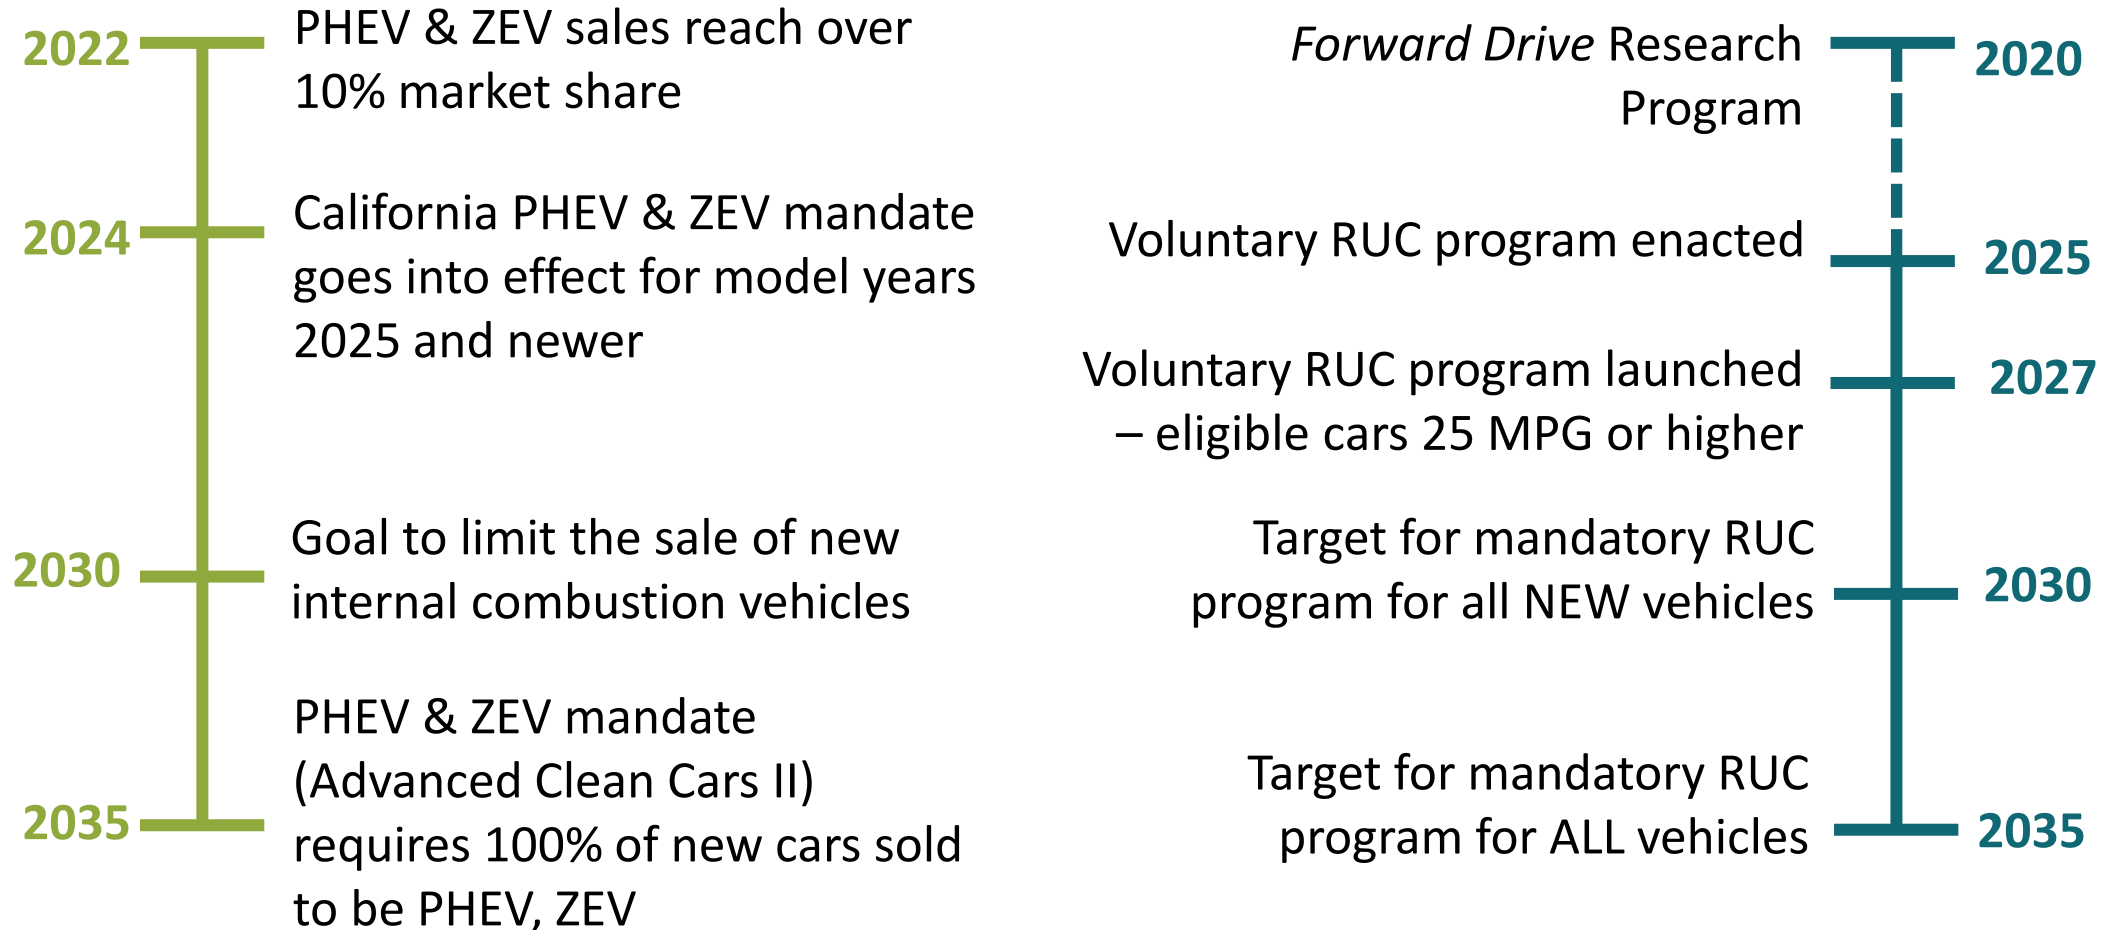 2022
PHEV & ZEV sales reach over
10% market share
2024
California PHEV & ZEV mandate
goes into effect for model years
2025 and newer
2030
Goal to limit the sale of new
internal combustion vehicles
2035
PHEV & ZEV mandate
(Advanced Clean Cars II)
requires 100% of new cars sold
to be PHEV, ZEV
Forward Drive Research
Program
2020
Voluntary RUC program enacted
2025
Voluntary RUC program launched
– eligible cars 25 MPG or higher
2027
Target for mandatory RUC
program for all NEW vehicles
2030
Target for mandatory RUC
program for ALL vehicles
2035